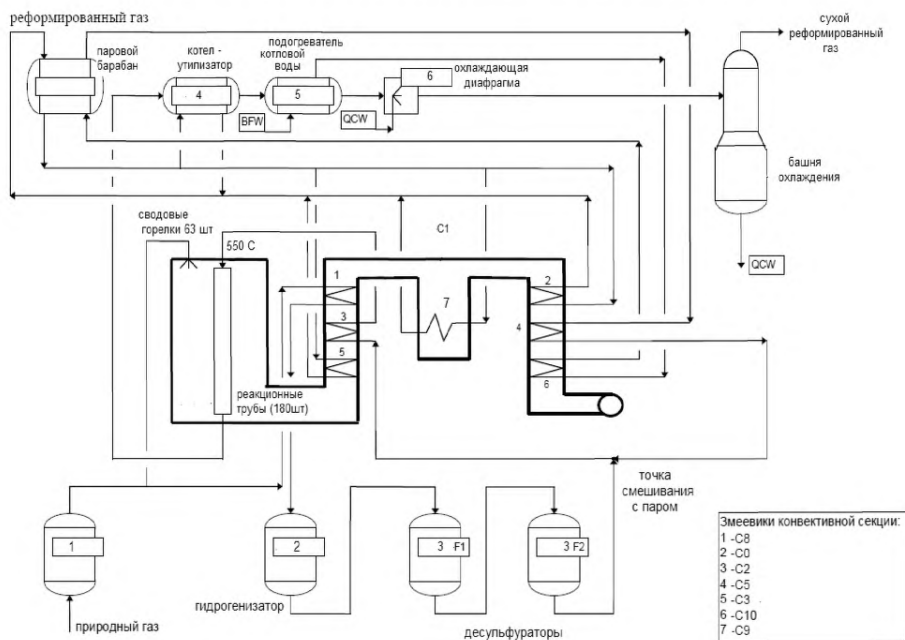 реформированный газ
сухой
реформированный
газ
паровой
барабан
котел -
утилизатор
подогреватель
котловой
воды
охлаждающая
диафрагма
6
4
5
BFW
QCW
башня
охлаждения
QCW
сводовые
горелки 63 шт
550 С
С1
1
2
3
4
5
6
7
реакционные
трубы (180шт)
точка
смешивания
с паром
1
2
3 F1
3 F2
гидрогенизатор
природный газ
десульфураторы
Змеевики конвективной секции:
1 -С8
2 -С0
3 -С2
4 -С5
5 -С3
6 -С10
7 -С9